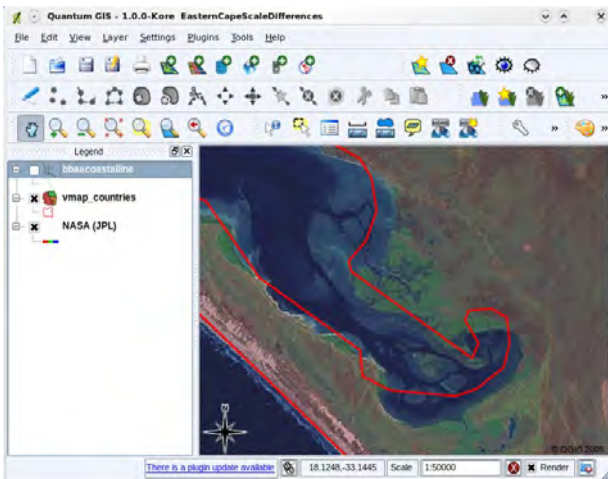 Quantum GIS - 1.0.0-Kore EasternCapeScaleDifferences
File Edit View Layer Settings Plugins Tools Help
Legend
bbaxcoastalline
vmap_countries
NASA (JPL)
There is a plugin update available 18.1248,-33.1445 Scale 1:50000 Render